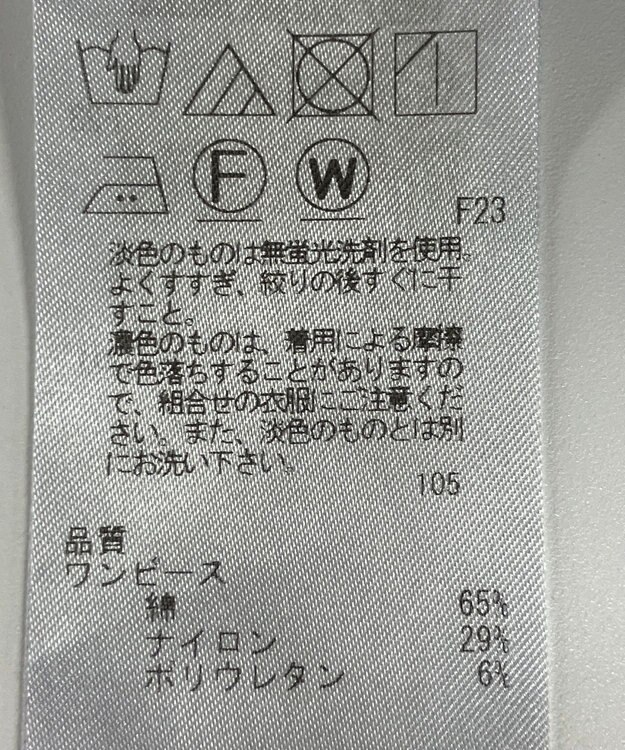 F W
F23
淡色のものは無蛍光洗剤を使用。
よくすすぎ、絞りの後すぐに干
すこと。
濃色のものは、着用による摩擦
で色落ちすることがありますの
で、組合せの衣服にご注意くだ
さい。また、淡色のものとは別
にお洗い下さい。
105
品質
ワンピース
綿 65%
ナイロン 29%
ポリウレタン 6%